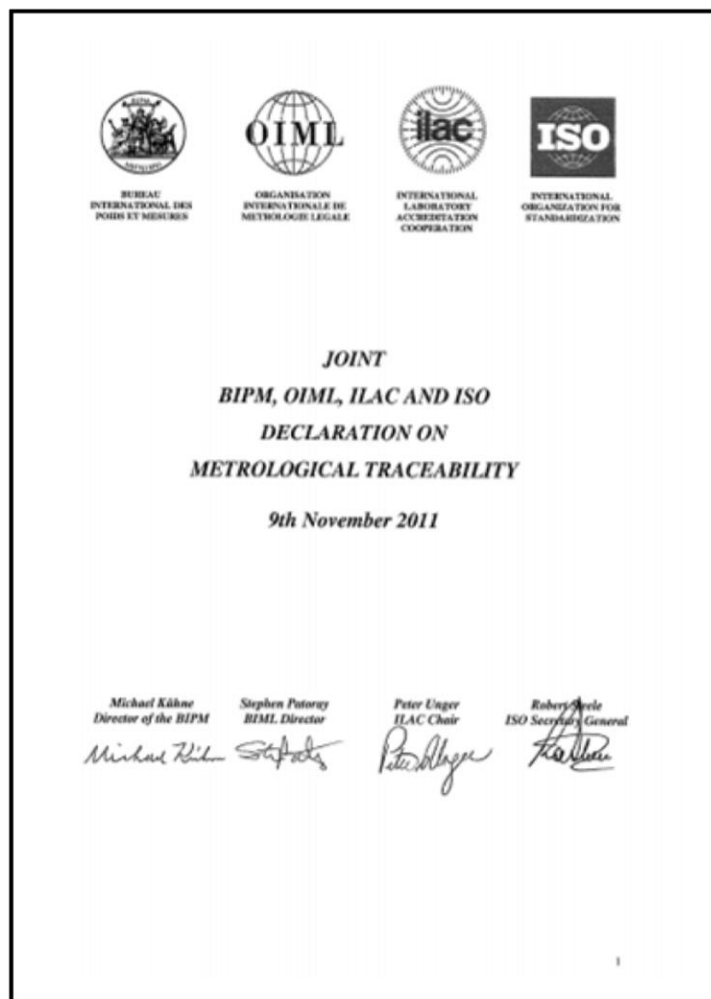 OIML
ilac
ISO
BUREAU
INTERNATIONAL DES
POIDS ET MESURES
ORGANISATION
INTERNATIONALE DE
METROLOGIE LEGALE
INTERNATIONAL
LABORATORY
ACCREDITATION
COOPERATION
INTERNATIONAL
ORGANIZATION FOR
STANDARDIZATION
JOINT
BIPM, OIML, ILAC AND ISO
DECLARATION ON
METROLOGICAL TRACEABILITY
9th November 2011
Michael Kühne
Director of the BIPM
Stephen Patoray
BIML Director
Peter Unger
ILAC Chair
Robert Steele
ISO Secretary General
1